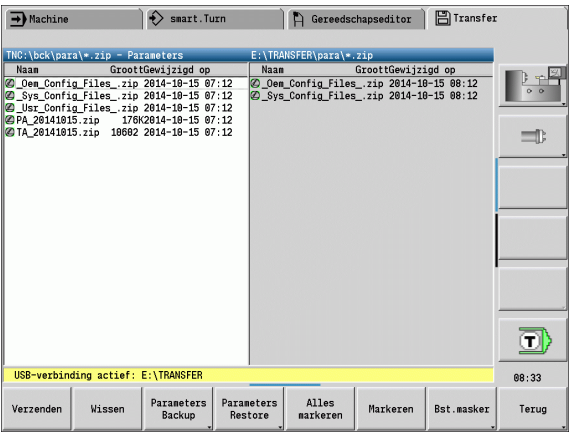 Machine
smart.Turn
Gereedschapseditor
Transfer
TNC:\bck\para\*.zip - Parameters
E:\TRANSFER\para\*.zip
Naam GroottGewijzigd op
Naam GroottGewijzigd op
_Oem_Config_Files_.zip 2014-10-15 07:12
_Sys_Config_Files_.zip 2014-10-15 07:12
_Usr_Config_Files_.zip 2014-10-15 07:12
PA_20141015.zip 176K2014-10-15 07:12
TA_20141015.zip 10602 2014-10-15 07:12
_Oem_Config_Files_.zip 2014-10-15 08:12
_Sys_Config_Files_.zip 2014-10-15 08:12
T
USB-verbinding actief: E:\TRANSFER
08:33
Verzenden
Wissen
Parameters
Backup
Parameters
Restore
Alles
markeren
Markeren
Bst.masker
Terug